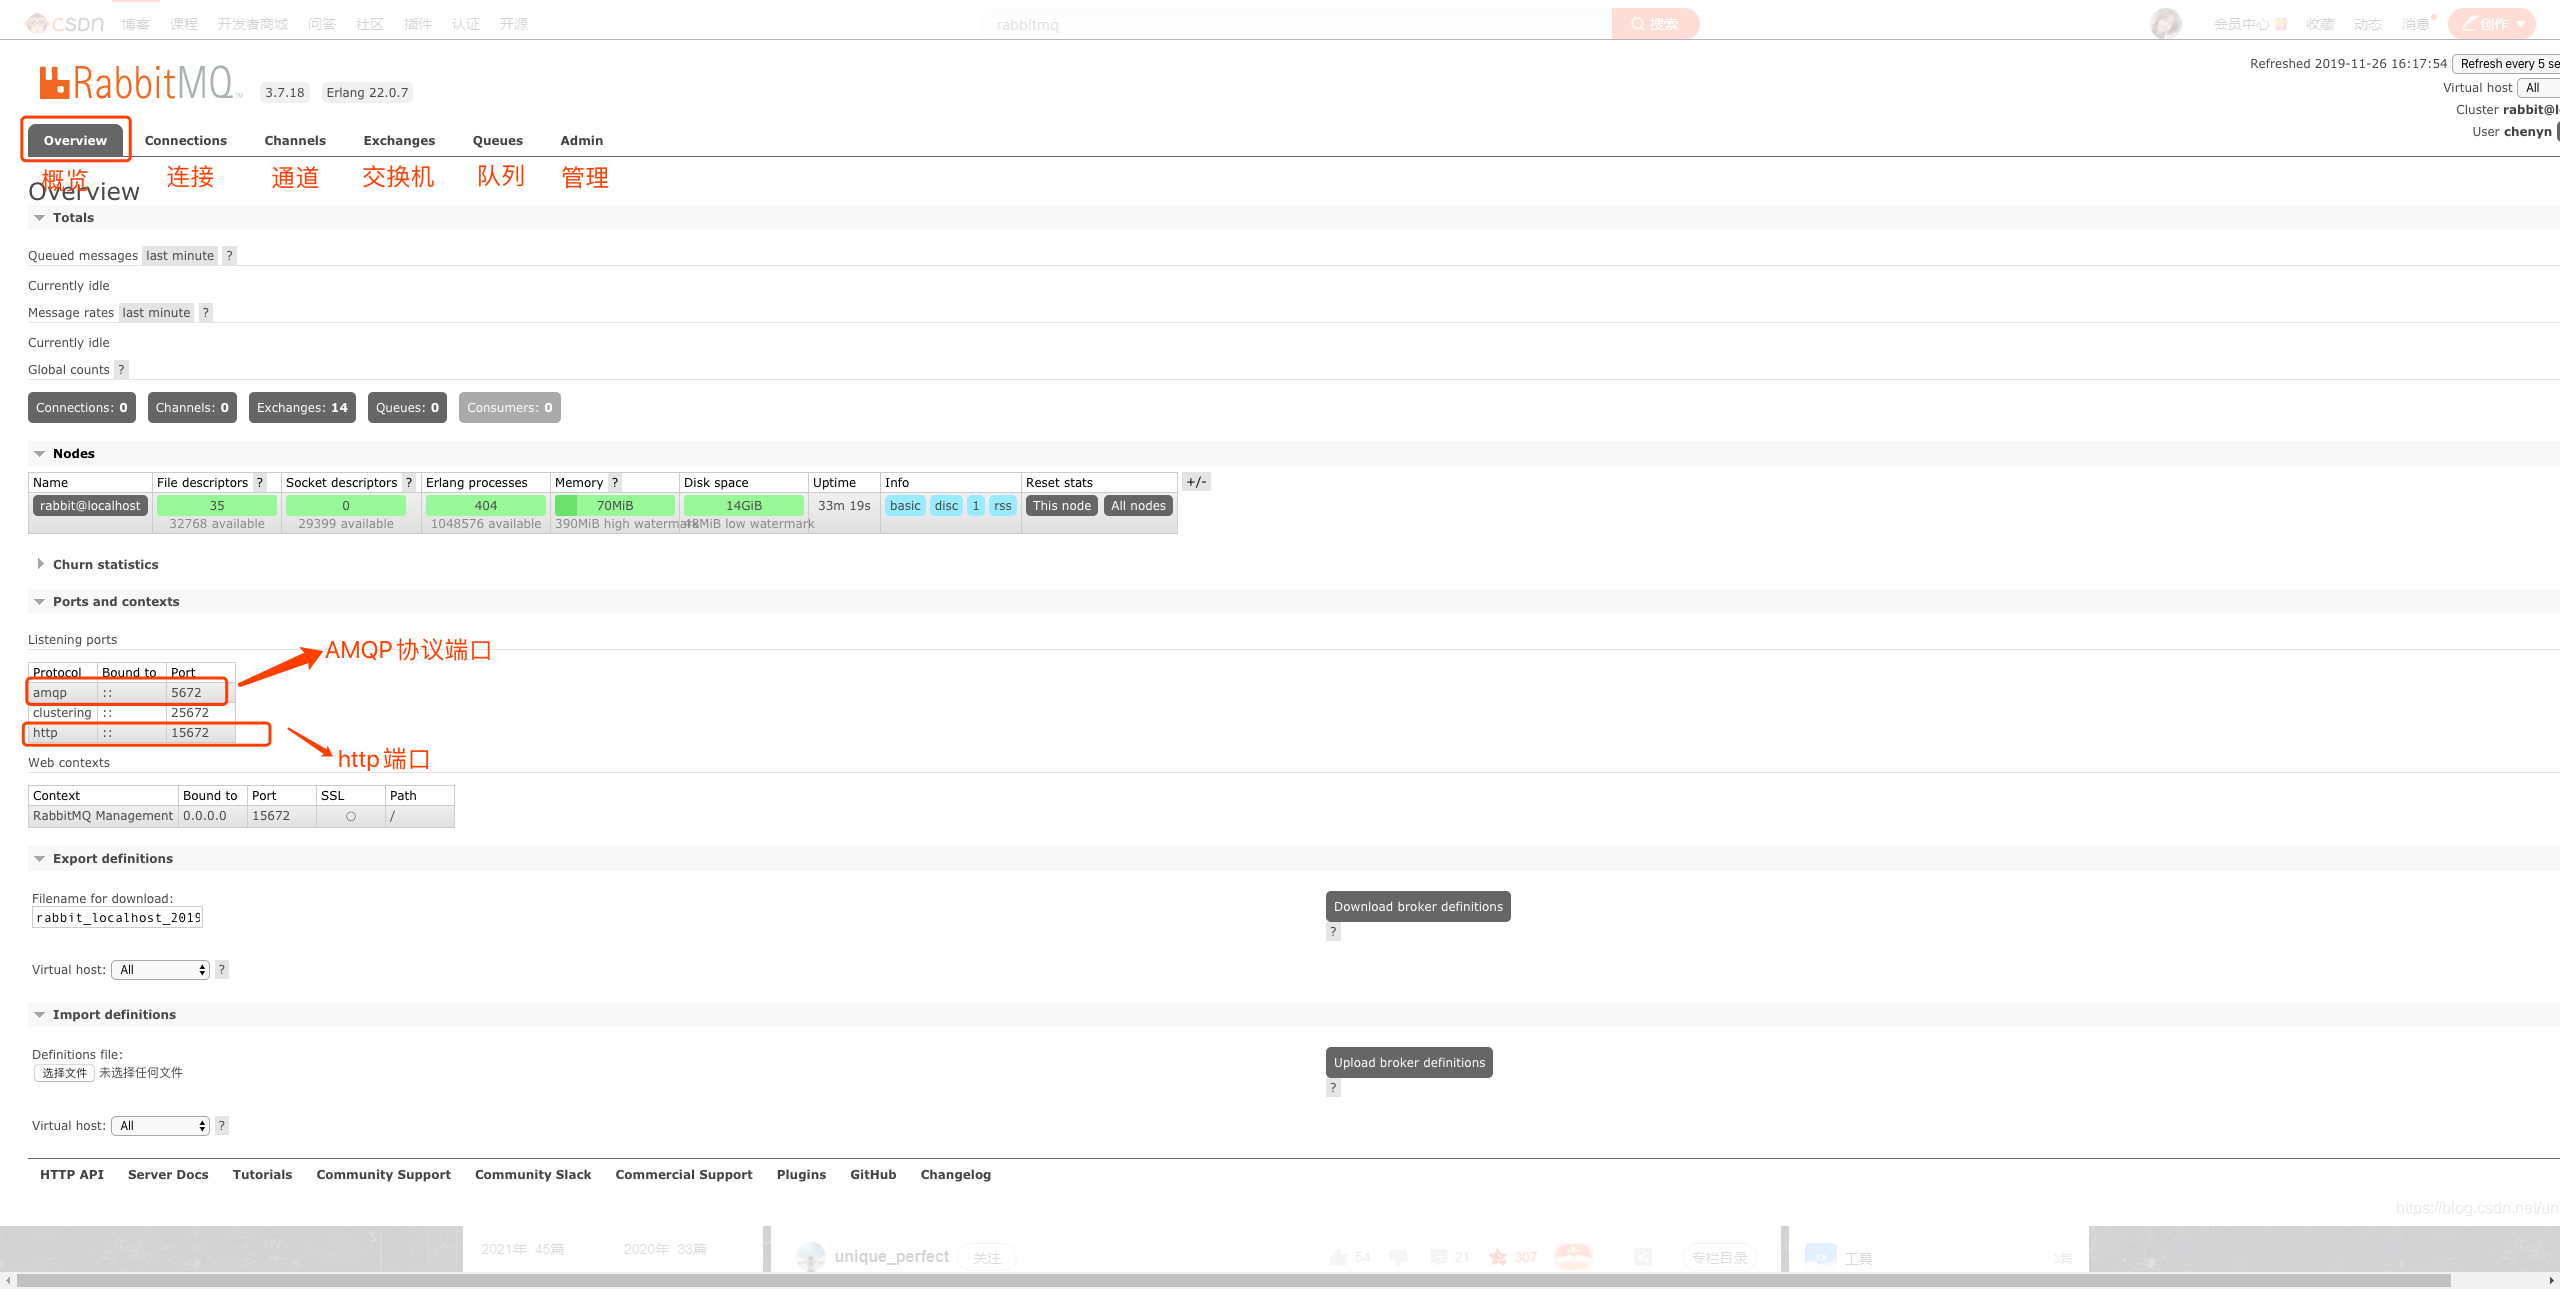 CSDN 博客 课程 开发者商城 问答 社区 插件 认证 开源 rabbitmq 搜索 会员中心 收藏 动态 消息 创作
RabbitMQ TM 3.7.18 Erlang 22.0.7
Refreshed 2019-11-26 16:17:54 Refresh every 5 se
Virtual host All
Cluster rabbit@l
User chenyn
Overview Connections Channels Exchanges Queues Admin
概览 连接 通道 交换机 队列 管理
Overview
Totals
Queued messages last minute ?
Currently idle
Message rates last minute ?
Currently idle
Global counts ?
Connections: 0 Channels: 0 Exchanges: 14 Queues: 0 Consumers: 0
Nodes
Name File descriptors ? Socket descriptors ? Erlang processes Memory ? Disk space Uptime Info Reset stats +/-
rabbit@localhost 35 0 404 70MiB 14GiB 33m 19s basic disc 1 rss This node All nodes
32768 available 29399 available 1048576 available 390MiB high watermark 48MiB low watermark
Churn statistics
Ports and contexts
Listening ports
AMQP协议端口
Protocol Bound to Port
amqp :: 5672
clustering :: 25672
http :: 15672
http端口
Web contexts
Context Bound to Port SSL Path
RabbitMQ Management 0.0.0.0 15672 ○ /
Export definitions
Filename for download:
rabbit_localhost_2019
Download broker definitions
?
Virtual host: All ?
Import definitions
Definitions file:
选择文件 未选择任何文件
Upload broker definitions
?
Virtual host: All ?
HTTP API Server Docs Tutorials Community Support Community Slack Commercial Support Plugins GitHub Changelog
https://blog.csdn.net/un
2021年 45篇 2020年 33篇 unique_perfect 关注 54 21 307 专栏目录 工具 3篇